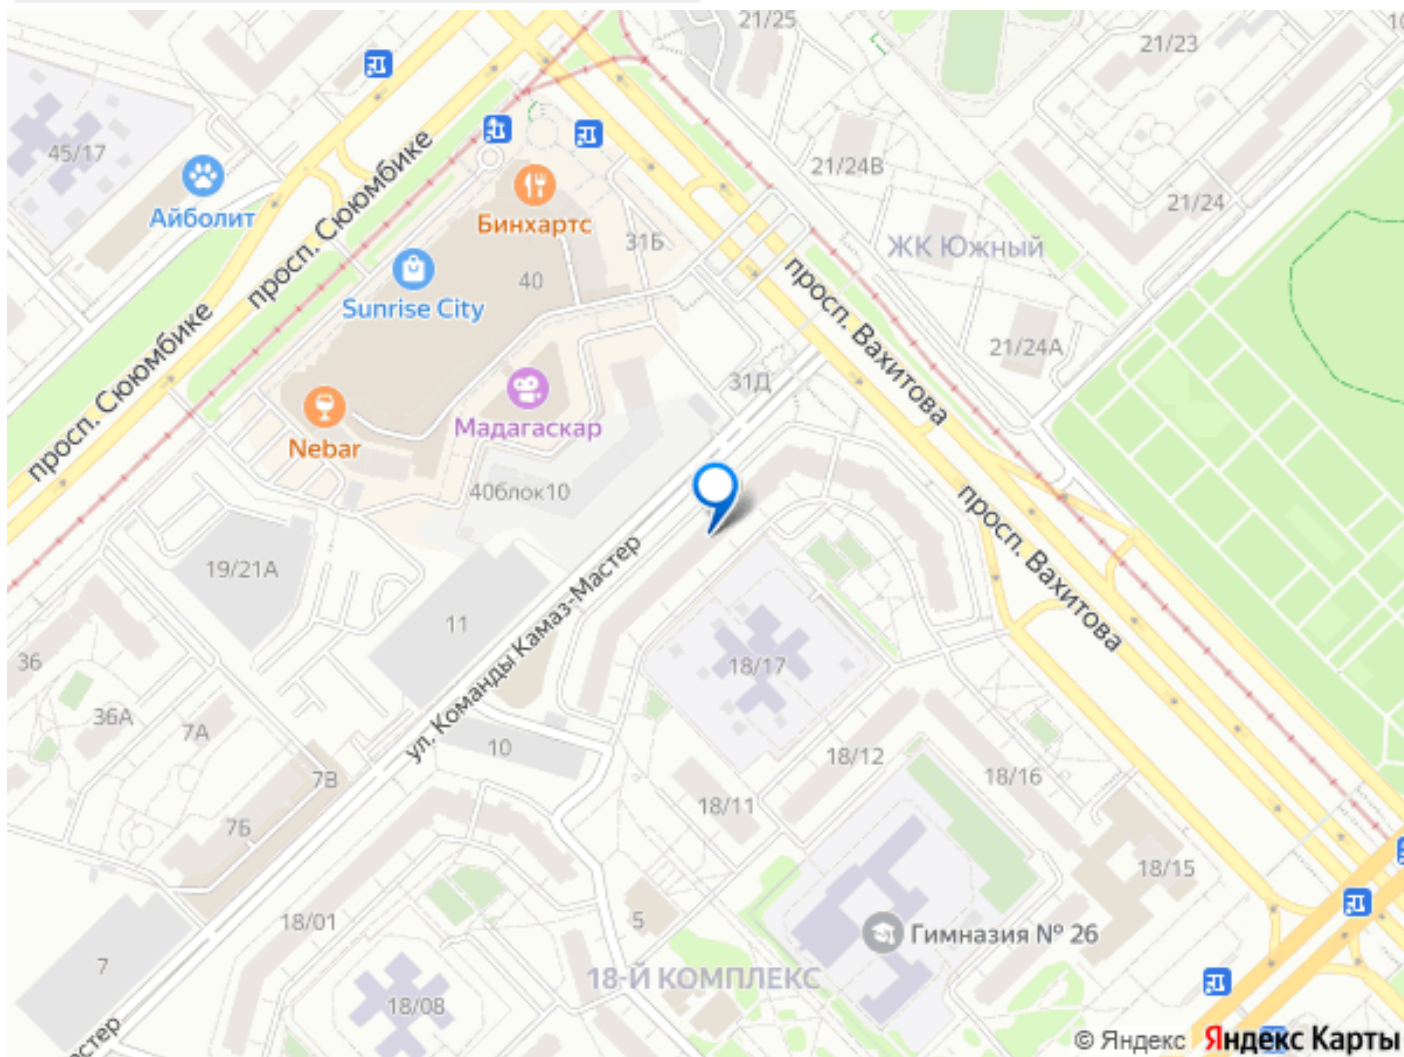 21/25
21/23
10
45/17
Айболит
просп. Сююмбике
Бинхартс
21/24В
21/24
31Б
ЖК Южный
40
Sunrise City
просп. Вахитова
просп. Сююмбике
21/24А
31Д
Мадагаскар
Nebar
40блок10
просп. Вахитова
19/21А
11
ул. Команды Камаз-Мастер
18/17
36
36А
7А
10
7В
18/12
18/16
18/11
7Б
18/15
18/01
5
Гимназия № 26
7
18-Й КОМПЛЕКС
18/08
астер
© Яндекс Яндекс Карты